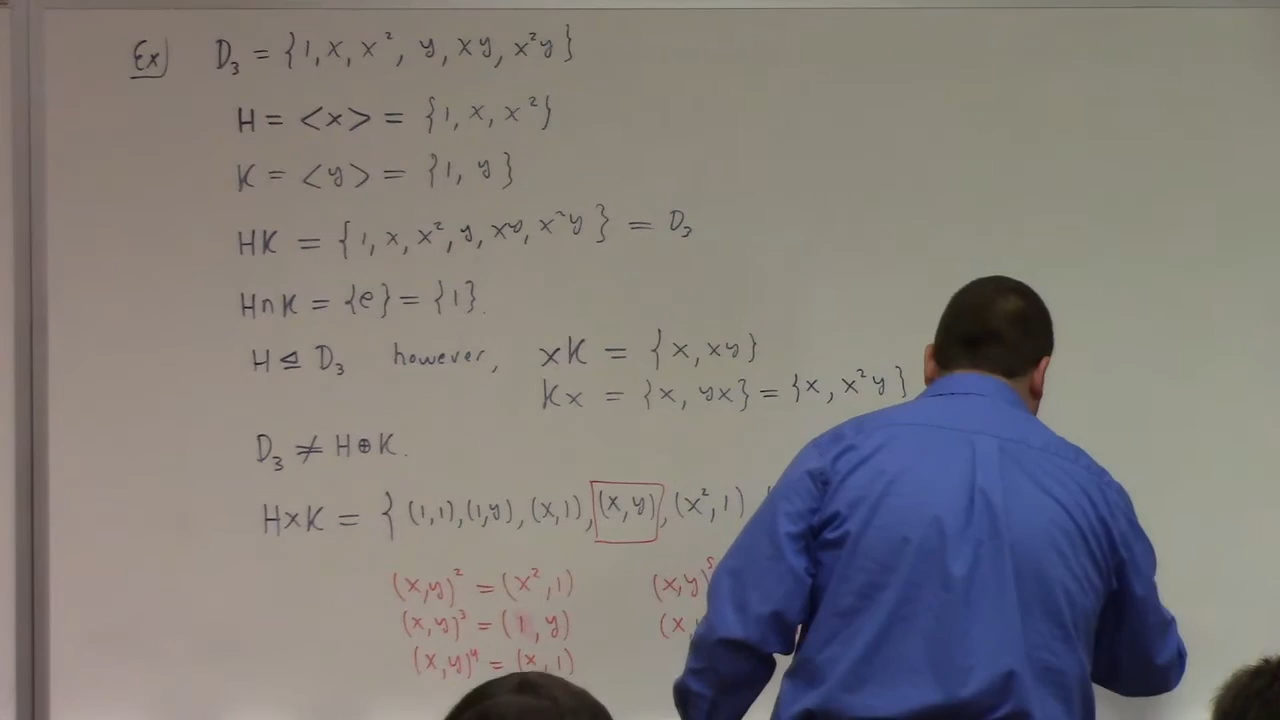 Ex) D₃ = {1, x, x², y, xy, x²y}
H = <x> = {1, x, x²}
K = <y> = {1, y}
HK = {1, x, x², y, xy, x²y} = D₃
H∩K = {e} = {1}.
H ⊴ D₃ however, xK = {x, xy}
Kx = {x, yx} = {x, x²y}
D₃ ≠ H⊕K.
H×K = { (1,1), (1,y), (x,1), (x,y), (x²,1)
(x,y)² = (x²,1) (x,y)⁵
(x,y)³ = (1,y) (x,
(x,y)⁴ = (x,1)